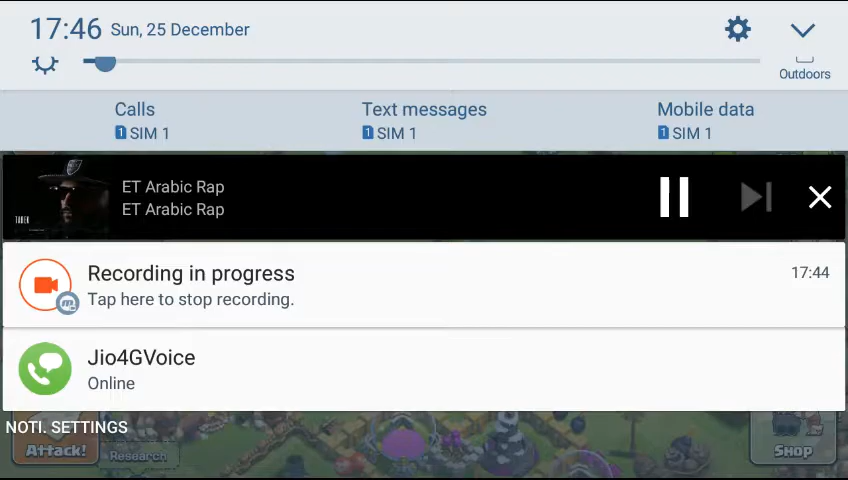 17:46 Sun, 25 December
Outdoors
Calls Text messages Mobile data
1 SIM 1 1 SIM 1 1 SIM 1
ET Arabic Rap
ET Arabic Rap
Recording in progress 17:44
Tap here to stop recording.
m
Jio4GVoice
Online
NOTI. SETTINGS
Attack! Research Shop